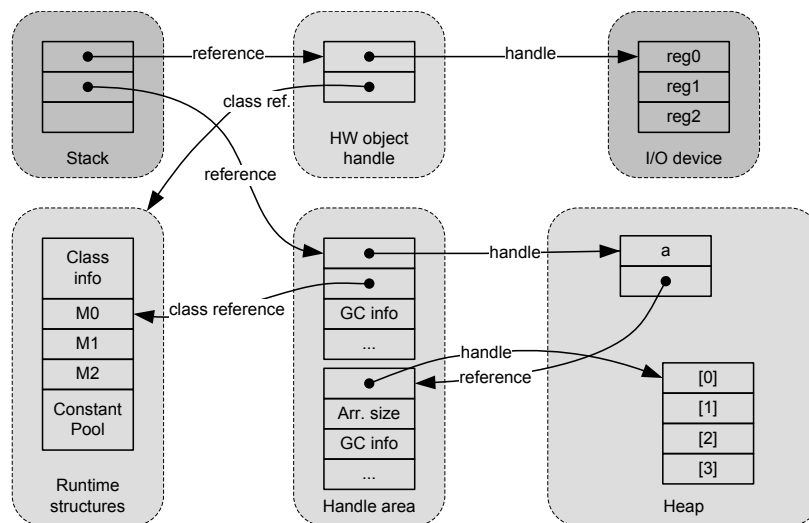 reference
handle
reg0
reg1
reg2
class ref.
Stack
HW object
handle
I/O device
reference
Class
info
M0
M1
M2
Constant
Pool
Runtime
structures
class reference
GC info
...
handle
a
handle
reference
Arr. size
GC info
...
Handle area
[0]
[1]
[2]
[3]
Heap